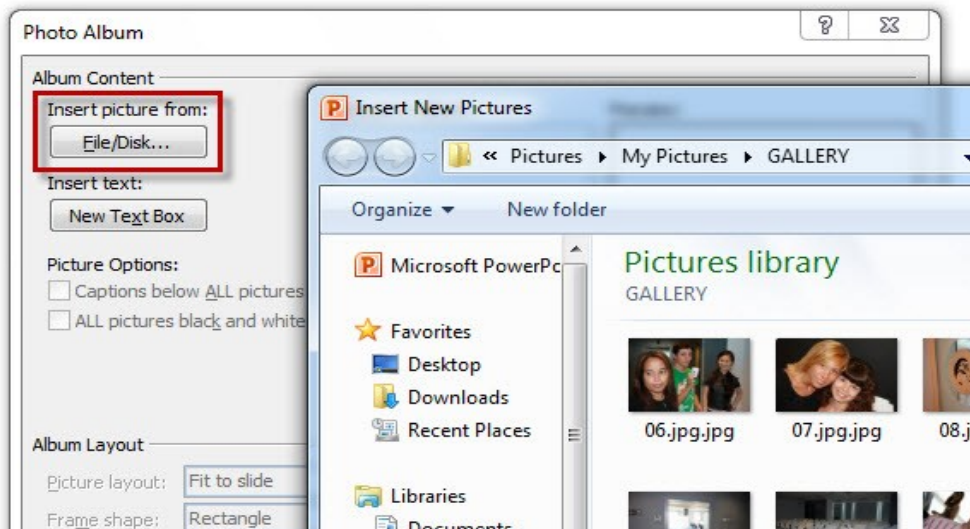 Photo Album
Album Content
Insert picture from:
File/Disk...
Insert text:
New Text Box
Picture Options:
Captions below ALL pictures
ALL pictures black and white
Album Layout
Picture layout: Fit to slide
Frame shape: Rectangle
Insert New Pictures
« Pictures ▸ My Pictures ▸ GALLERY
Organize ▾ New folder
Microsoft PowerPo
Favorites
Desktop
Downloads
Recent Places
Libraries
Documents
Pictures library
GALLERY
06.jpg.jpg 07.jpg.jpg 08.j